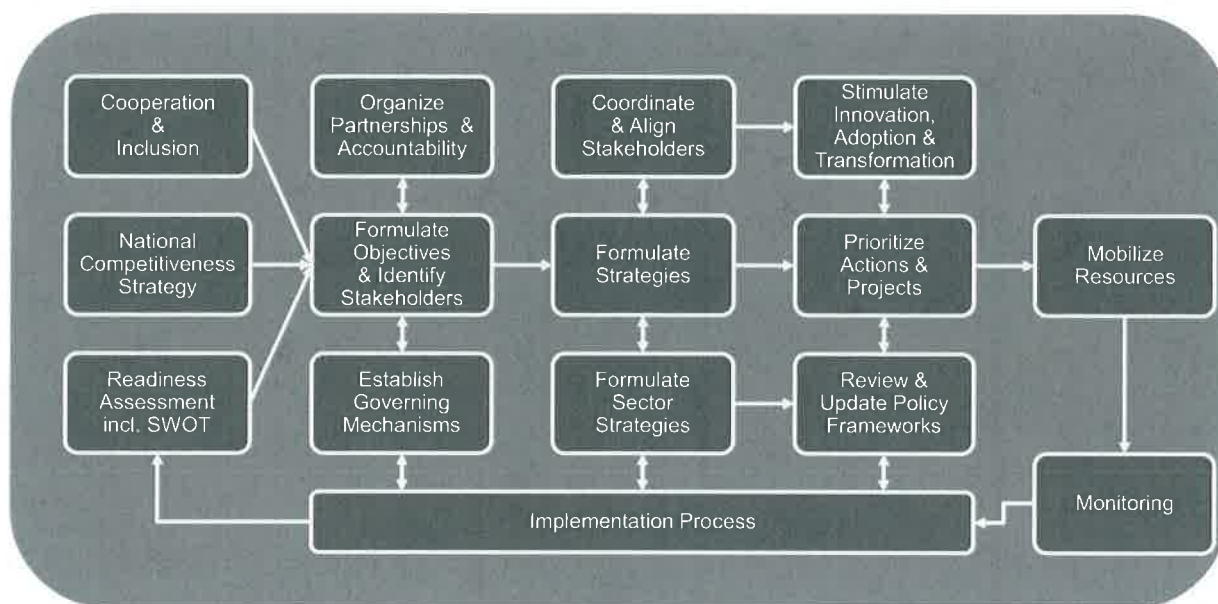 Cooperation
&
Inclusion
Organize
Partnerships &
Accountability
Coordinate
& Align
Stakeholders
Stimulate
Innovation,
Adoption &
Transformation
National
Competitiveness
Strategy
Formulate
Objectives
& Identify
Stakeholders
Formulate
Strategies
Prioritize
Actions &
Projects
Mobilize
Resources
Readiness
Assessment
incl. SWOT
Establish
Governing
Mechanisms
Formulate
Sector
Strategies
Review &
Update Policy
Frameworks
Monitoring
Implementation Process